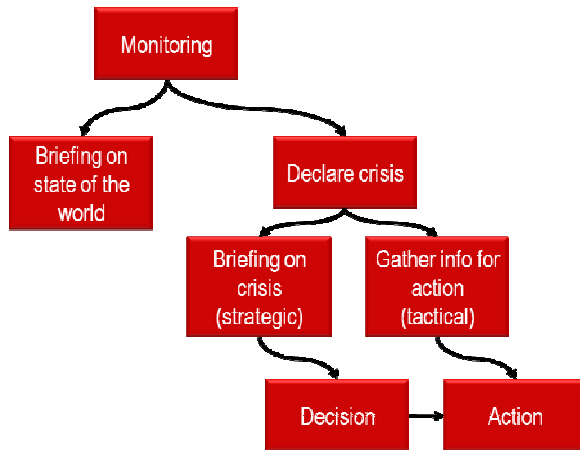 Monitoring
Briefing on
state of the
world
Declare crisis
Briefing on
crisis
(strategic)
Gather info for
action
(tactical)
Decision
Action